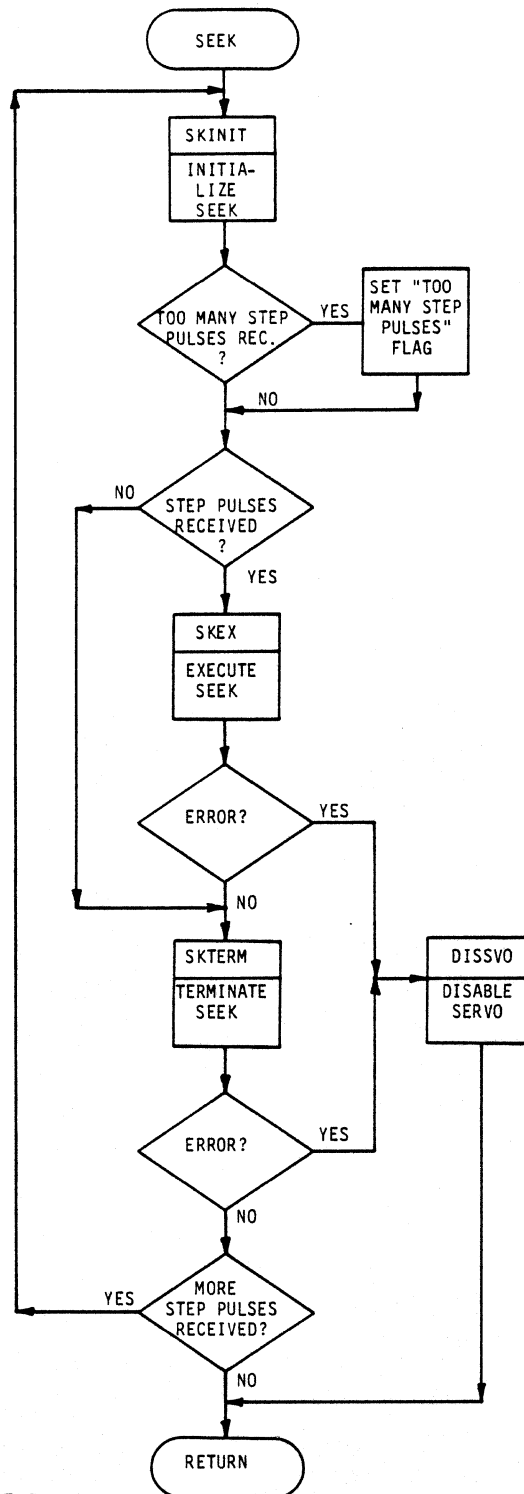 SEEK
SKINIT
INITIA-
LIZE
SEEK
TOO MANY STEP
PULSES REC.
?
YES
SET "TOO
MANY STEP
PULSES"
FLAG
NO
NO
STEP PULSES
RECEIVED
?
YES
SKEX
EXECUTE
SEEK
ERROR?
YES
NO
SKTERM
TERMINATE
SEEK
DISSVO
DISABLE
SERVO
ERROR?
YES
NO
MORE
STEP PULSES
RECEIVED?
YES
NO
RETURN